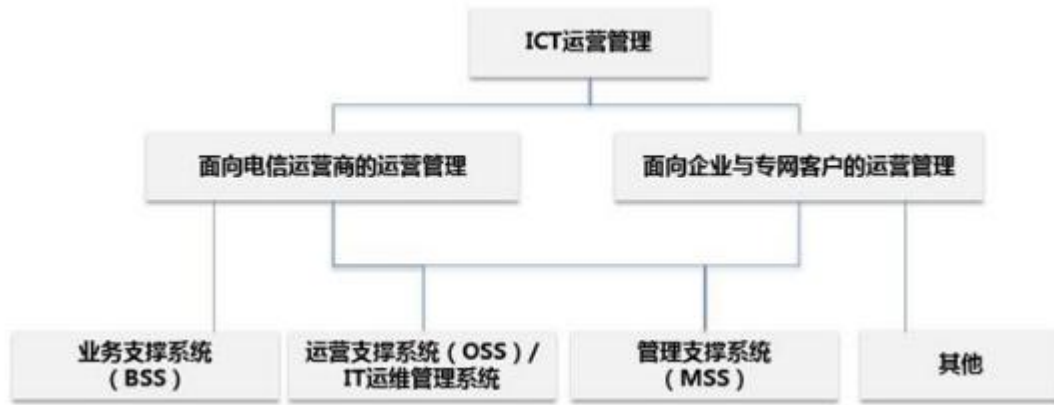 ICT运营管理
面向电信运营商的运营管理
面向企业与专网客户的运营管理
业务支撑系统
（BSS）
运营支撑系统（OSS）/
IT运维管理系统
管理支撑系统
（MSS）
其他